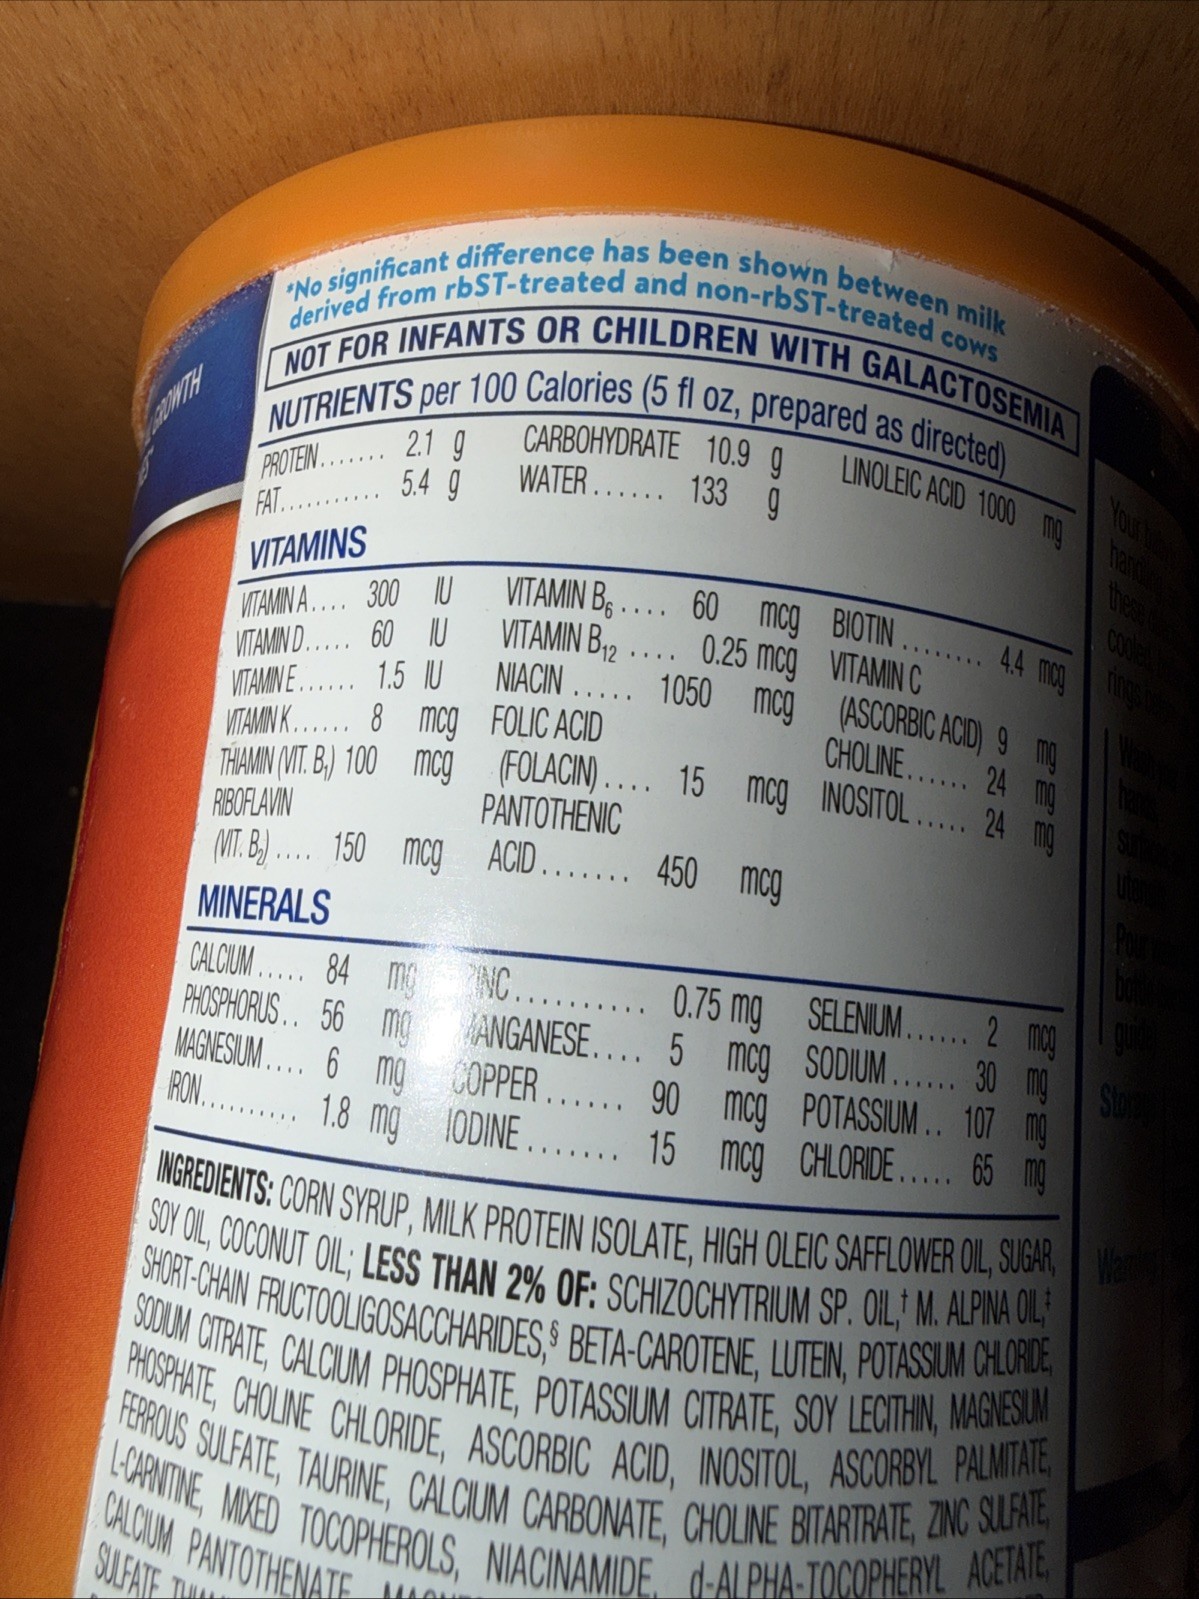 GROWTH
*No significant difference has been shown between milk
derived from rbST-treated and non-rbST-treated cows
NOT FOR INFANTS OR CHILDREN WITH GALACTOSEMIA
NUTRIENTS per 100 Calories (5 fl oz, prepared as directed)
PROTEIN....... 2.1 g CARBOHYDRATE 10.9 g LINOLEIC ACID 1000 mg
FAT........... 5.4 g WATER...... 133 g
VITAMINS
VITAMIN A.... 300 IU VITAMIN B6.... 60 mcg BIOTIN........ 4.4 mcg
VITAMIN D..... 60 IU VITAMIN B12.... 0.25 mcg VITAMIN C
VITAMIN E...... 1.5 IU NIACIN..... 1050 mcg (ASCORBIC ACID) 9 mg
VITAMIN K...... 8 mcg FOLIC ACID CHOLINE...... 24 mg
THIAMIN (VIT. B1) 100 mcg (FOLACIN).... 15 mcg INOSITOL..... 24 mg
RIBOFLAVIN PANTOTHENIC
(VIT. B2).... 150 mcg ACID....... 450 mcg
MINERALS
CALCIUM..... 84 mg ZINC.......... 0.75 mg SELENIUM...... 2 mcg
PHOSPHORUS.. 56 mg MANGANESE.... 5 mcg SODIUM...... 30 mg
MAGNESIUM.... 6 mg COPPER...... 90 mcg POTASSIUM.. 107 mg
IRON.......... 1.8 mg IODINE....... 15 mcg CHLORIDE..... 65 mg
INGREDIENTS: CORN SYRUP, MILK PROTEIN ISOLATE, HIGH OLEIC SAFFLOWER OIL, SUGAR,
SOY OIL, COCONUT OIL; LESS THAN 2% OF: SCHIZOCHYTRIUM SP. OIL,† M. ALPINA OIL,‡
SHORT-CHAIN FRUCTOOLIGOSACCHARIDES,§ BETA-CAROTENE, LUTEIN, POTASSIUM CHLORIDE,
SODIUM CITRATE, CALCIUM PHOSPHATE, POTASSIUM CITRATE, SOY LECITHIN, MAGNESIUM
PHOSPHATE, CHOLINE CHLORIDE, ASCORBIC ACID, INOSITOL, ASCORBYL PALMITATE,
FERROUS SULFATE, TAURINE, CALCIUM CARBONATE, CHOLINE BITARTRATE, ZINC SULFATE,
L-CARNITINE, MIXED TOCOPHEROLS, NIACINAMIDE, d-ALPHA-TOCOPHERYL ACETATE,
CALCIUM PANTOTHENATE
SULFATE
Your
these